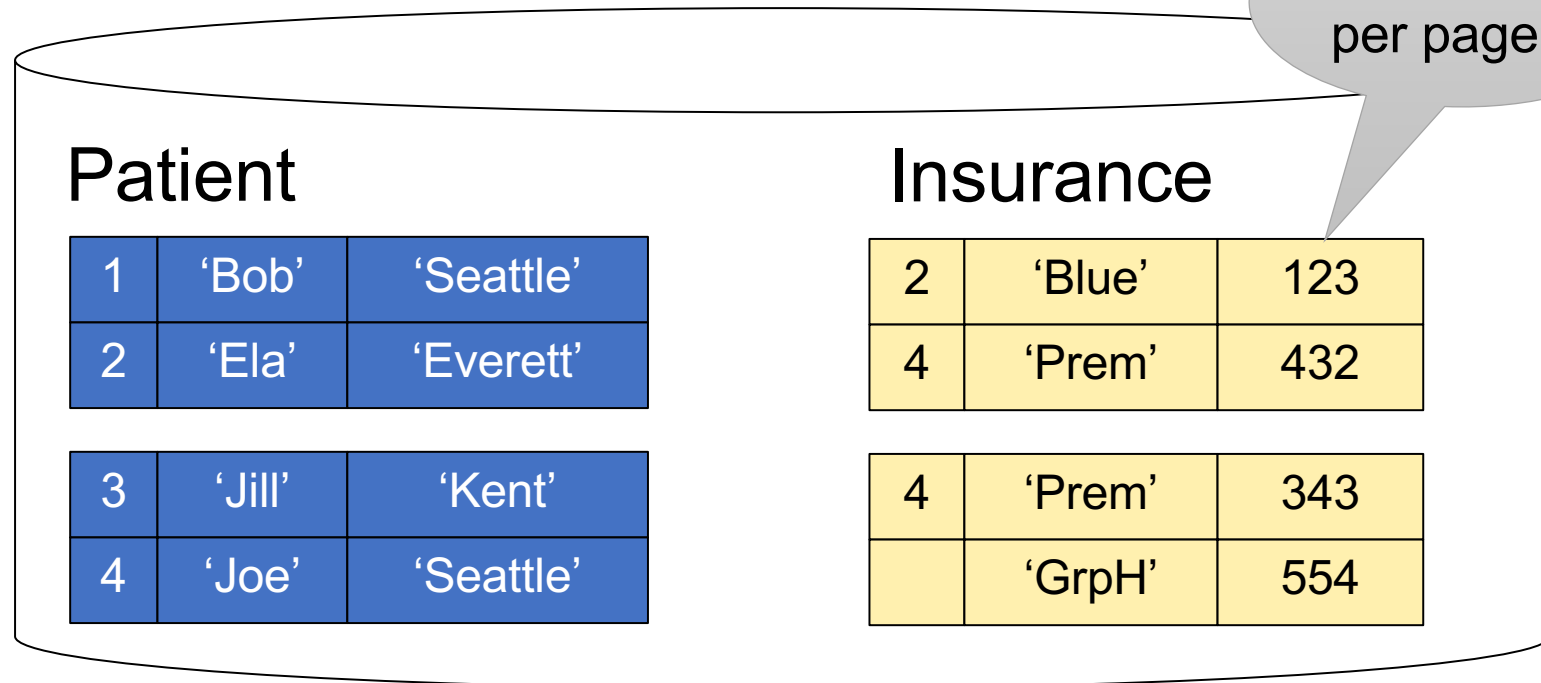 per page
Patient
Insurance
1 ‘Bob’ ‘Seattle’
2 ‘Ela’ ‘Everett’
3 ‘Jill’ ‘Kent’
4 ‘Joe’ ‘Seattle’
2 ‘Blue’ 123
4 ‘Prem’ 432
4 ‘Prem’ 343
‘GrpH’ 554